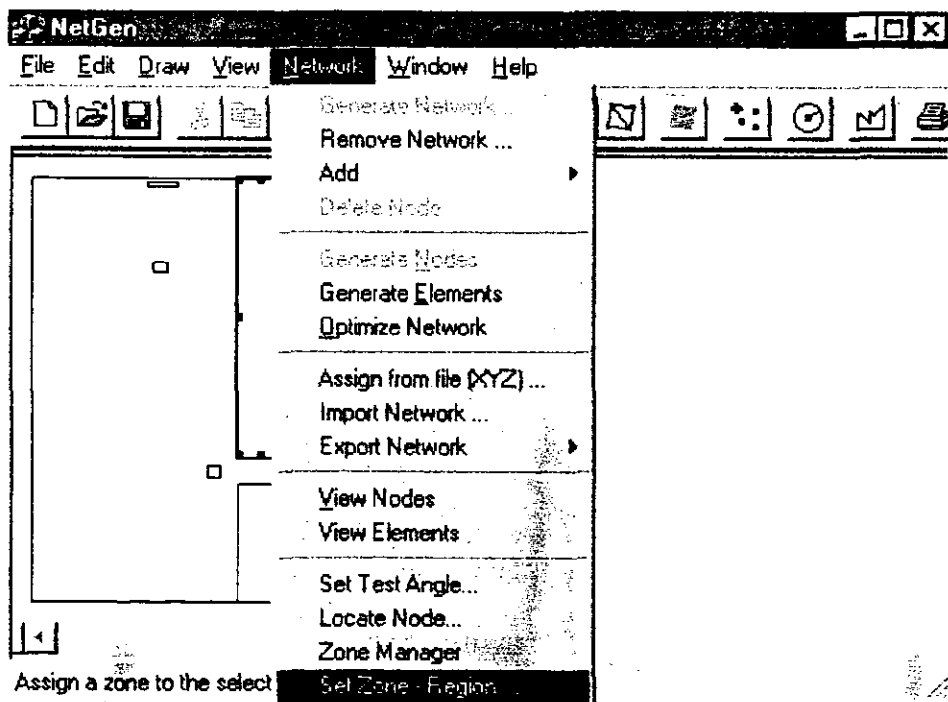 NetGen
File Edit Draw View Network Window Help
Generate Network ...
Remove Network ...
Add
Delete Node
Generate Nodes
Generate Elements
Optimize Network
Assign from file (XYZ) ...
Import Network ...
Export Network
View Nodes
View Elements
Set Test Angle...
Locate Node...
Zone Manager
Assign a zone to the select
Set Zone - Region ...